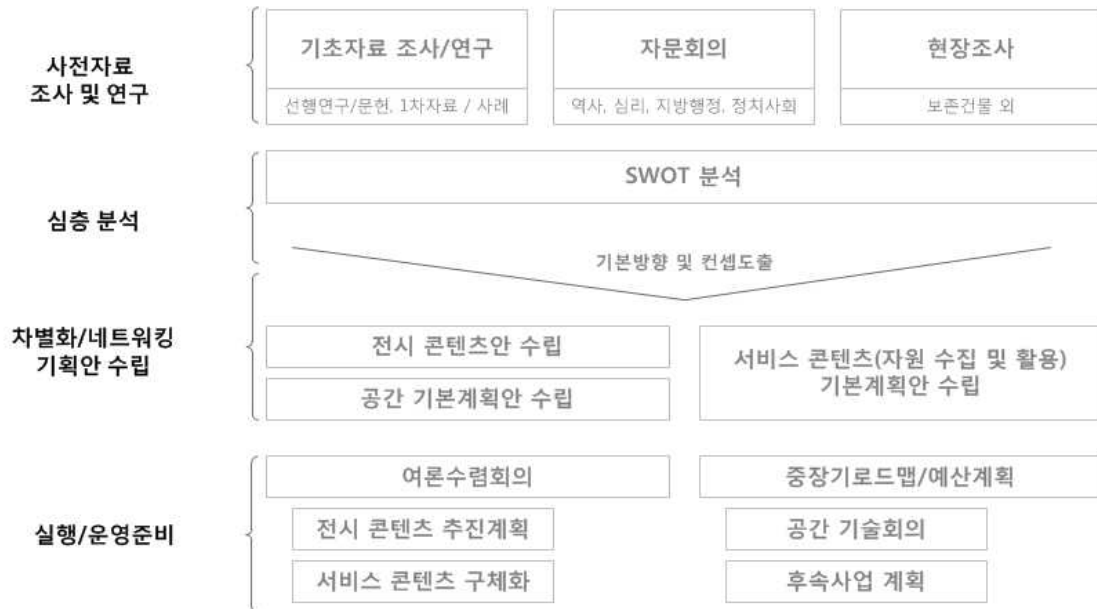 사전자료
조사 및 연구
기초자료 조사/연구
선행연구/문헌, 1차자료 / 사례
자문회의
역사, 심리, 지방행정, 정치사회
현장조사
보존건물 외
심층 분석
SWOT 분석
기본방향 및 컨셉도출
차별화/네트워킹
기획안 수립
전시 콘텐츠안 수립
공간 기본계획안 수립
서비스 콘텐츠(자원 수집 및 활용)
기본계획안 수립
실행/운영준비
여론수렴회의
전시 콘텐츠 추진계획
서비스 콘텐츠 구체화
중장기로드맵/예산계획
공간 기술회의
후속사업 계획